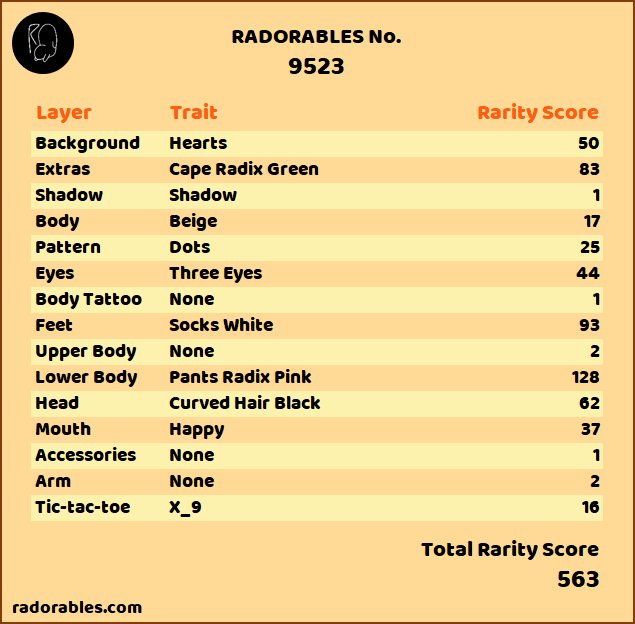 RADORABLES No.
9523
Layer Trait Rarity Score
Background Hearts 50
Extras Cape Radix Green 83
Shadow Shadow 1
Body Beige 17
Pattern Dots 25
Eyes Three Eyes 44
Body Tattoo None 1
Feet Socks White 93
Upper Body None 2
Lower Body Pants Radix Pink 128
Head Curved Hair Black 62
Mouth Happy 37
Accessories None 1
Arm None 2
Tic-tac-toe X_9 16
Total Rarity Score
563
radorables.com